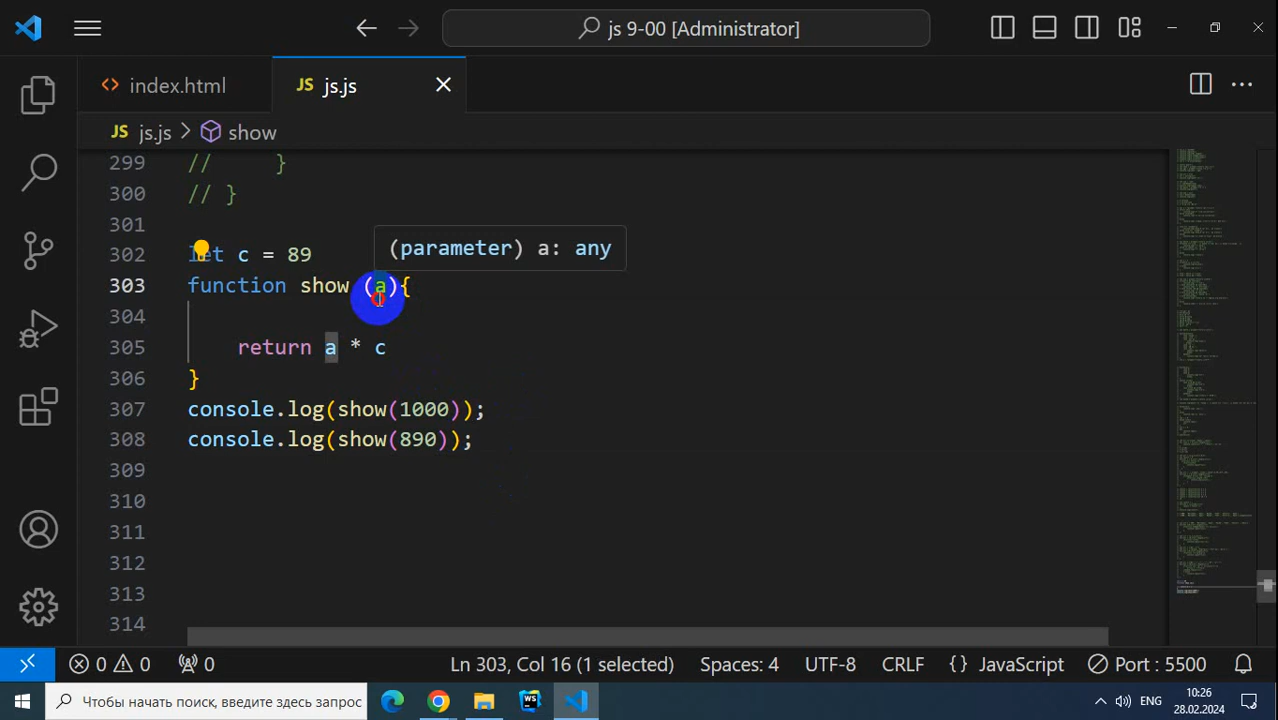 js 9-00 [Administrator]
index.html
JS js.js
JS js.js > show
299 //     }
300 // }
301
302 let c = 89
(parameter) a: any
303 function show (a){
304
305     return a * c
306 }
307 console.log(show(1000));
308 console.log(show(890));
309
310
311
312
313
314
0 0 0 Ln 303, Col 16 (1 selected) Spaces: 4 UTF-8 CRLF {} JavaScript Port : 5500
Чтобы начать поиск, введите здесь запрос
WS
ENG
10:26
28.02.2024